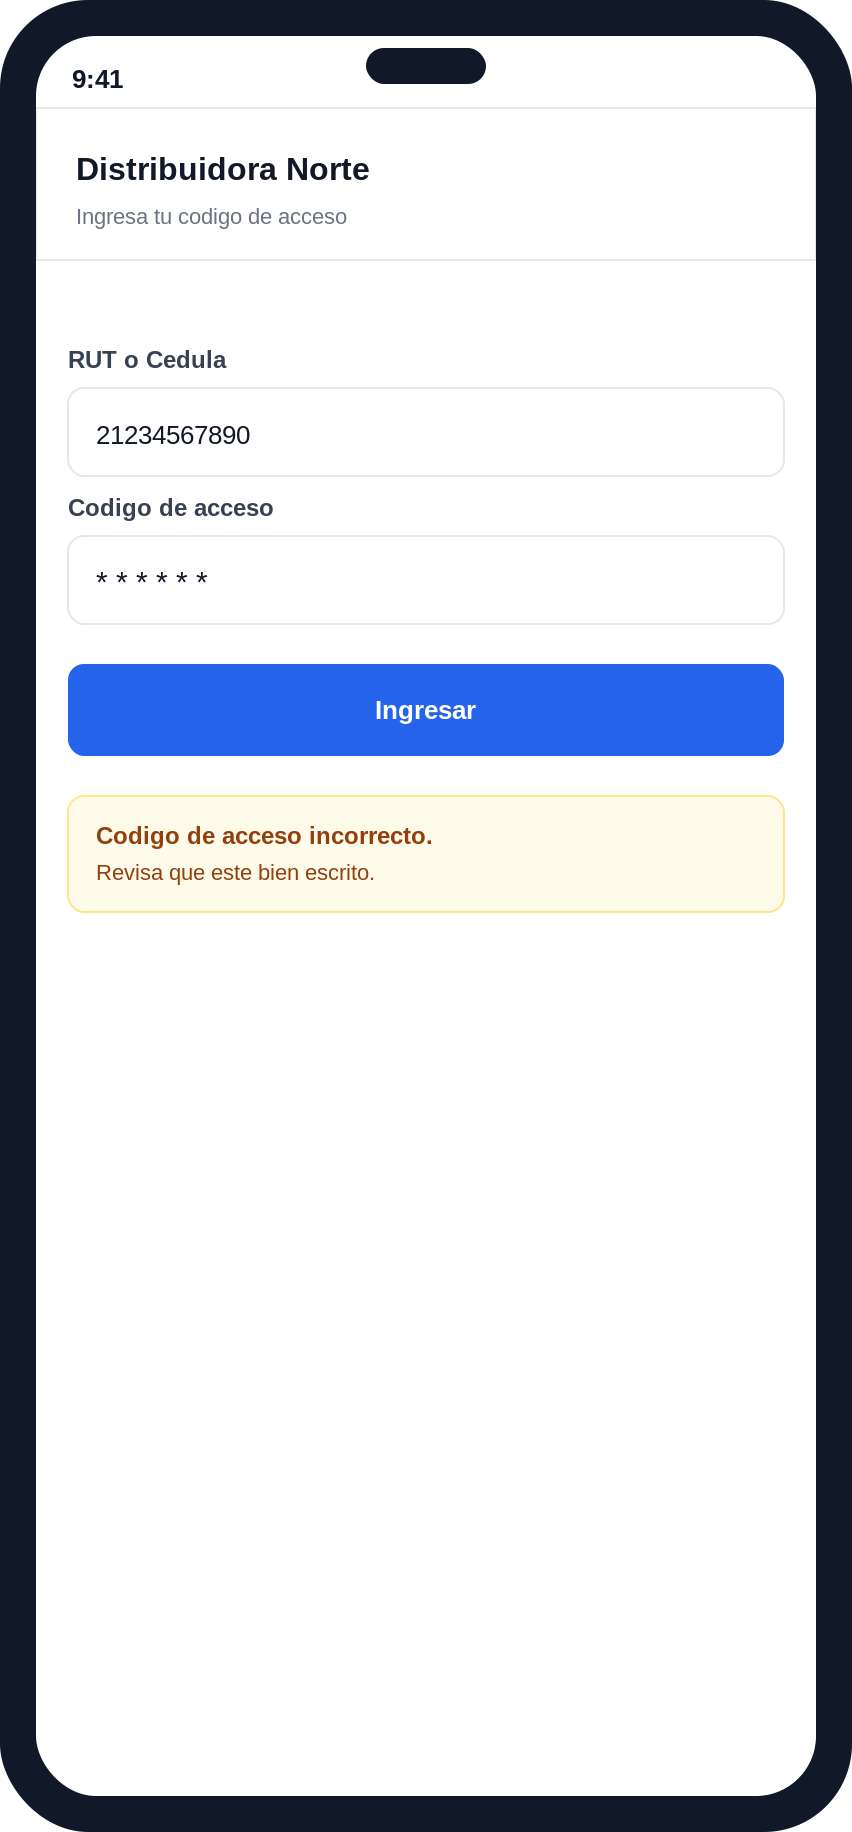 9:41
Distribuidora Norte
Ingresa tu codigo de acceso
RUT o Cedula
21234567890
Codigo de acceso
* * * * * *
Ingresar
Codigo de acceso incorrecto.
Revisa que este bien escrito.